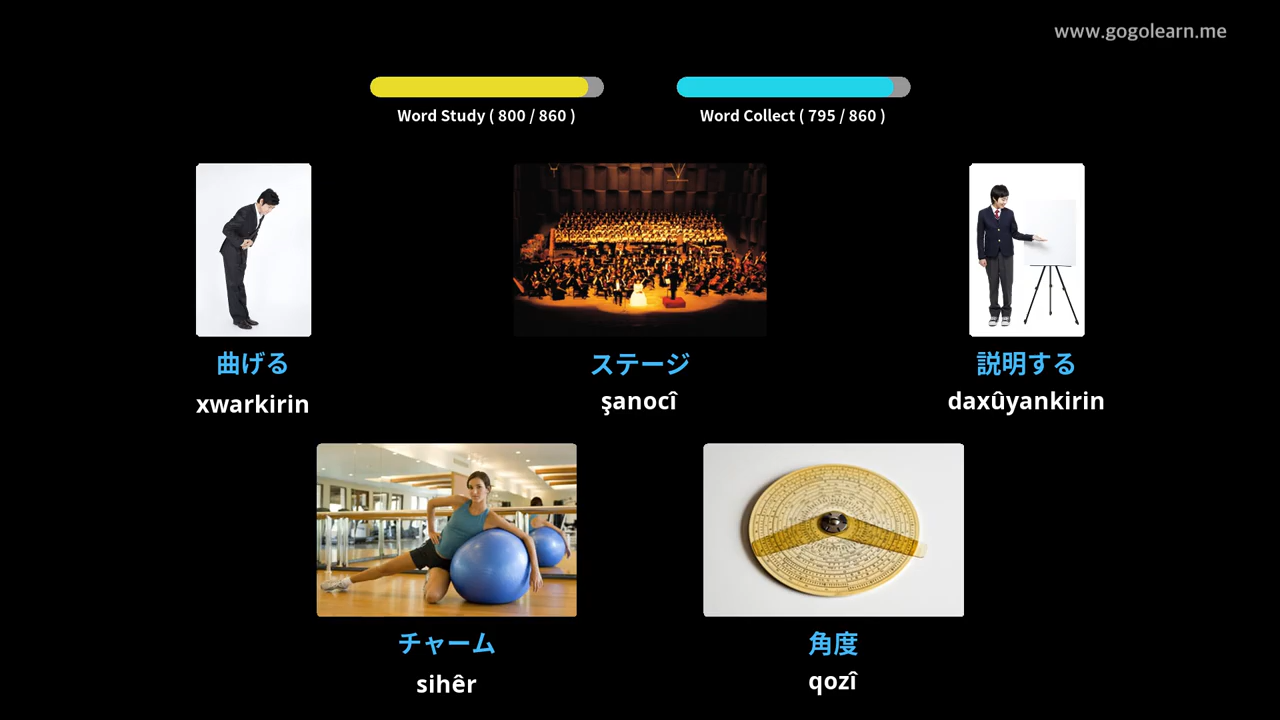 www.gogolearn.me
Word Study ( 800 / 860 )
Word Collect ( 795 / 860 )
曲げる
xwarkirin
ステージ
şanocî
説明する
daxûyankirin
チャーム
sihêr
角度
qozî